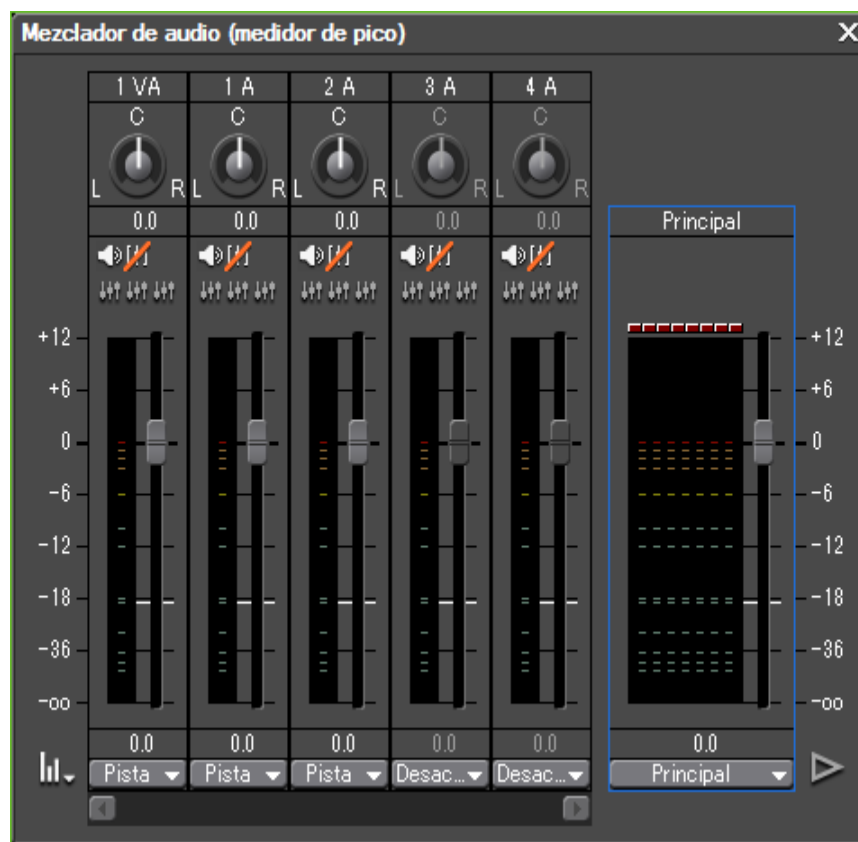 Mezclador de audio (medidor de pico)
1 VA 1 A 2 A 3 A 4 A
C C C C C
L R L R L R L R L R
0.0 0.0 0.0 0.0 0.0 Principal
+12 +12
+6 +6
0 0
-6 -6
-12 -12
-18 -18
-36 -36
-oo -oo
0.0 0.0 0.0 0.0 0.0 0.0
Pista Pista Pista Desac... Desac... Principal